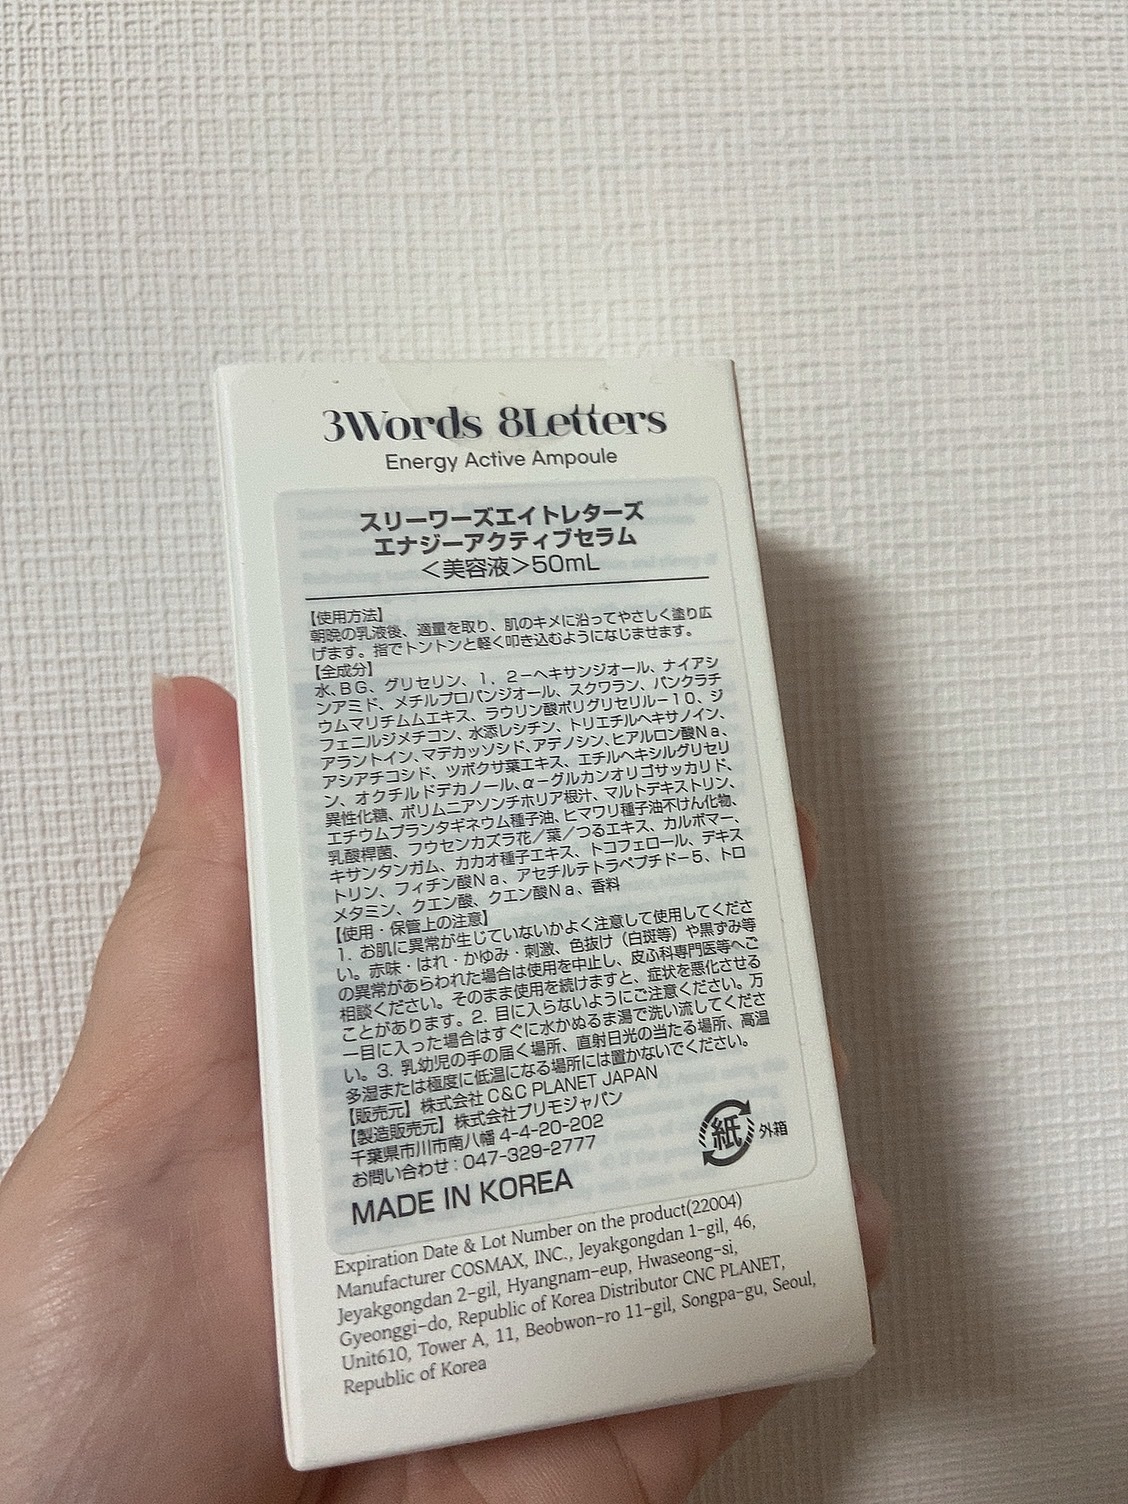 3Words 8Letters
Energy Active Ampoule
スリーワーズエイトレターズ
エナジーアクティブセラム
＜美容液＞50mL
【使用方法】
朝晩の乳液後、適量を取り、肌のキメに沿ってやさしく塗り広
げます。指でトントンと軽く叩き込むようになじませます。
【全成分】
水、BG、グリセリン、1，2－ヘキサンジオール、ナイアシ
ンアミド、メチルプロパンジオール、スクワラン、パンクラチ
ウムマリチムムエキス、ラウリン酸ポリグリセリル－10、ジ
フェニルジメチコン、水添レシチン、トリエチルヘキサノイン、
アラントイン、マデカッソシド、アデノシン、ヒアルロン酸Na、
アシアチコシド、ツボクサ葉エキス、エチルヘキシルグリセリ
ン、オクチルドデカノール、α－グルカンオリゴサッカリド、
異性化糖、ポリムニアソンチホリア根汁、マルトデキストリン、
エチウムプランタギネウム種子油、ヒマワリ種子油不けん化物、
乳酸桿菌、フウセンカズラ花／葉／つるエキス、カルボマー、
キサンタンガム、カカオ種子エキス、トコフェロール、デキス
トリン、フィチン酸Na、アセチルテトラペプチド－5、トロ
メタミン、クエン酸、クエン酸Na、香料
【使用・保管上の注意】
1. お肌に異常が生じていないかよく注意して使用してくださ
い。赤味・はれ・かゆみ・刺激、色抜け（白斑等）や黒ずみ等
の異常があらわれた場合は使用を中止し、皮ふ科専門医等へご
相談ください。そのまま使用を続けますと、症状を悪化させる
ことがあります。2. 目に入らないようにご注意ください。万
一目に入った場合はすぐに水かぬるま湯で洗い流してくださ
い。3. 乳幼児の手の届く場所、直射日光の当たる場所、高温
多湿または極度に低温になる場所には置かないでください。
【販売元】株式会社 C&C PLANET JAPAN
【製造販売元】株式会社プリモジャパン
千葉県市川市南八幡 4-4-20-202
お問い合わせ：047-329-2777
紙 外箱
MADE IN KOREA
Expiration Date & Lot Number on the product(22004)
Manufacturer COSMAX, INC., Jeyakgongdan 1-gil, 46,
Jeyakgongdan 2-gil, Hyangnam-eup, Hwaseong-si,
Gyeonggi-do, Republic of Korea Distributor CNC PLANET,
Unit610, Tower A, 11, Beobwon-ro 11-gil, Songpa-gu, Seoul,
Republic of Korea